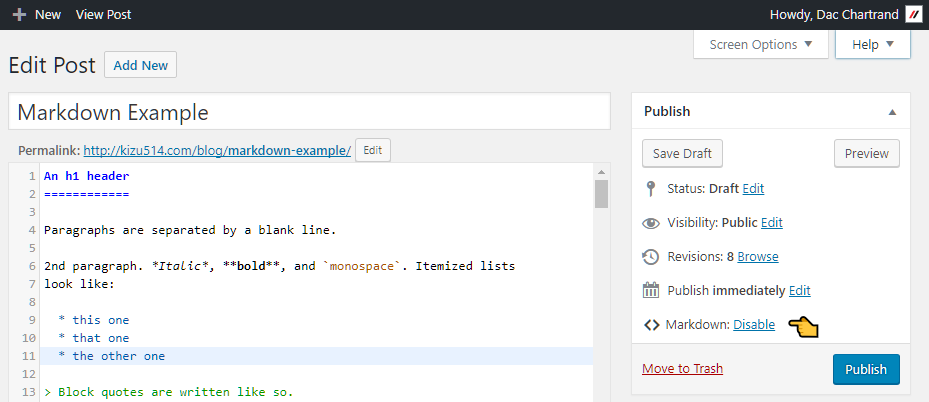 New View Post Howdy, Dac Chartrand
Screen Options Help
Edit Post Add New
Markdown Example
Permalink: http://kizu514.com/blog/markdown-example/ Edit
1 An h1 header
2 ============
3
4 Paragraphs are separated by a blank line.
5
6 2nd paragraph. *Italic*, **bold**, and `monospace`. Itemized lists
7 look like:
8
9 * this one
10 * that one
11 * the other one
12
13 > Block quotes are written like so.
Publish
Save Draft Preview
Status: Draft Edit
Visibility: Public Edit
Revisions: 8 Browse
Publish immediately Edit
Markdown: Disable
Move to Trash Publish